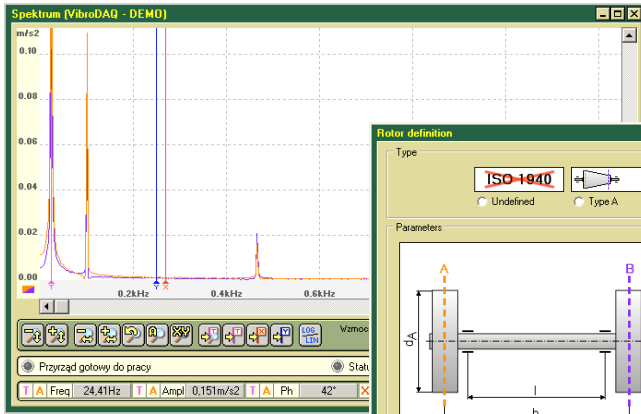 Spektrum [VibroDAQ - DEMO]
m/s2
0.10
0.08
0.06
0.04
0.02
0.00
T
Y
X
0.2kHz 0.4kHz 0.6kHz
LOG
LIN
Wzmoc
Przyrząd gotowy do pracy
Statu
T A Freq 24,41Hz T A Ampl 0,151m/s2 T A Ph 42° X
Rotor definition
Type
ISO 1940
Undefined
Type A
Parameters
A
B
dA
l
b